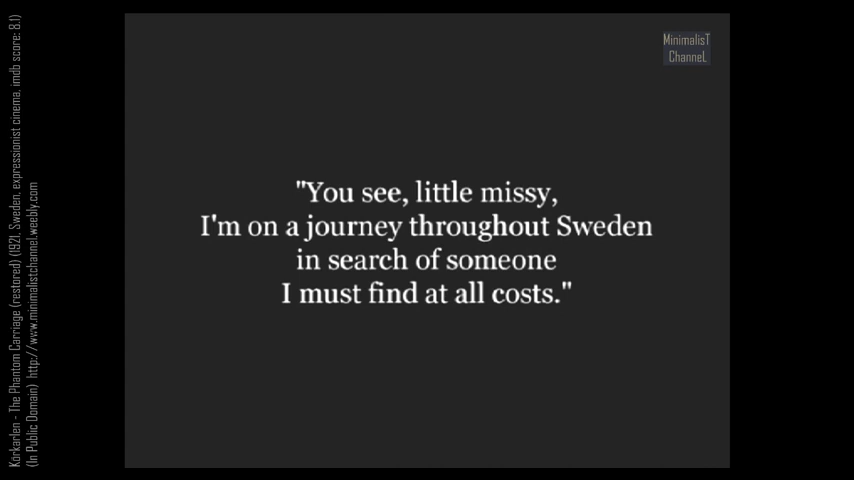 MinimalisT
ChanneL
"You see, little missy,
I'm on a journey throughout Sweden
in search of someone
I must find at all costs."
Körkarlen - The Phantom Carriage (restored) (1921, Sweden, expressionist cinema, imdb score: 8.1)
(In Public Domain) http://www.minimalistchannel.weebly.com